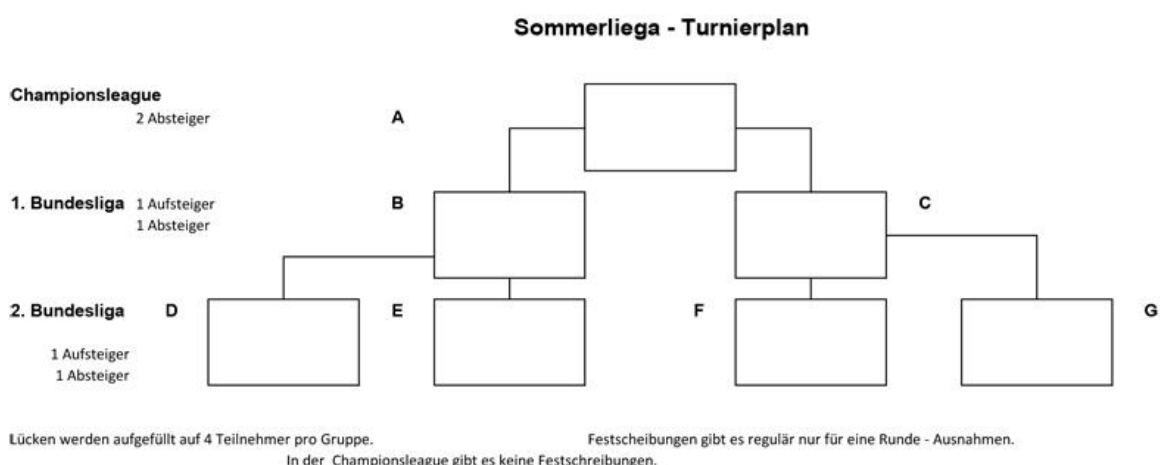 Sommerliega - Turnierplan
Championsleague
2 Absteiger
A
1. Bundesliga 1 Aufsteiger B C
1 Absteiger
2. Bundesliga D E F G
1 Aufsteiger
1 Absteiger
Lücken werden aufgefüllt auf 4 Teilnehmer pro Gruppe. Festscheibungen gibt es regulär nur für eine Runde - Ausnahmen.
In der Championsleague gibt es keine Festschreibungen.